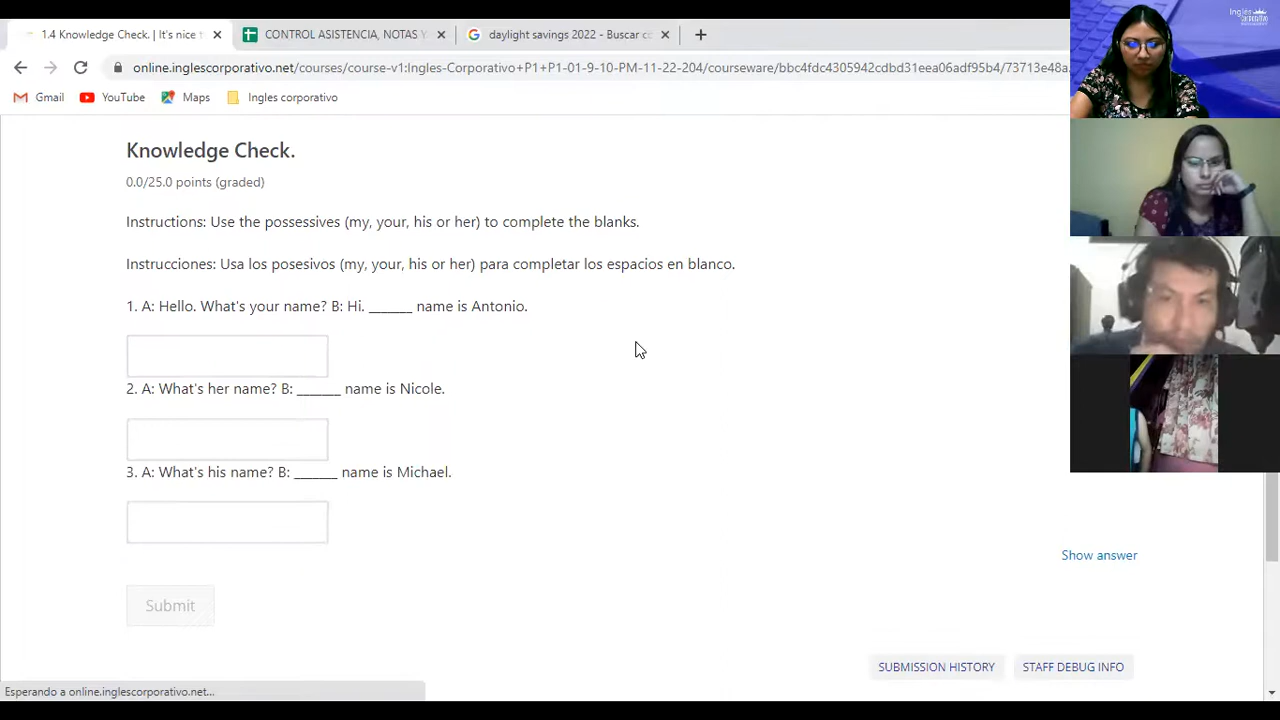 1.4 Knowledge Check. | It's nice t
CONTROL ASISTENCIA, NOTAS Y
daylight savings 2022 - Buscar c
online.inglescorporativo.net/courses/course-v1:Ingles-Corporativo+P1+P1-01-9-10-PM-11-22-204/courseware/bbc4fdc4305942cdbd31eea06adf95b4/73713e48a
Gmail
YouTube
Maps
Ingles corporativo
Inglés
Corporativo
Knowledge Check.
0.0/25.0 points (graded)
Instructions: Use the possessives (my, your, his or her) to complete the blanks.
Instrucciones: Usa los posesivos (my, your, his or her) para completar los espacios en blanco.
1. A: Hello. What's your name? B: Hi. _______ name is Antonio.
2. A: What's her name? B: _______ name is Nicole.
3. A: What's his name? B: _______ name is Michael.
Show answer
Submit
SUBMISSION HISTORY
STAFF DEBUG INFO
Esperando a online.inglescorporativo.net...